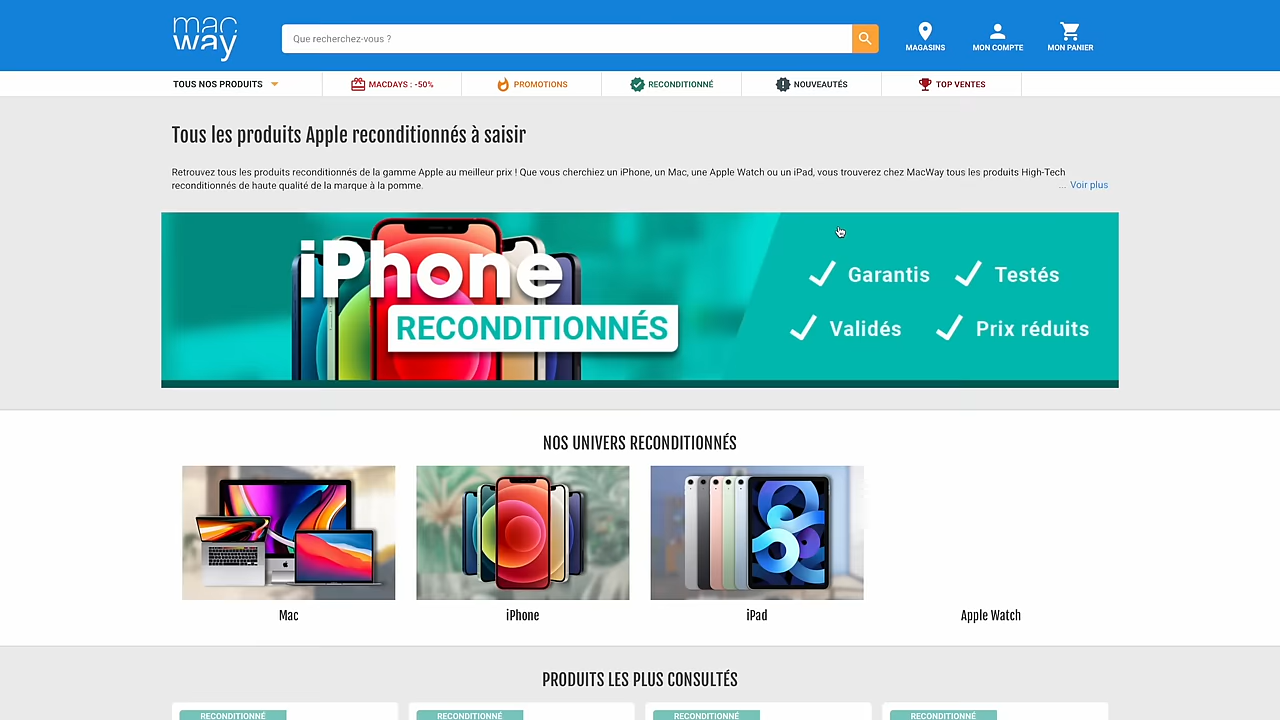 mac
way
Que recherchez-vous ?
MAGASINS
MON COMPTE
MON PANIER
TOUS NOS PRODUITS
MACDAYS : -50%
PROMOTIONS
RECONDITIONNÉ
NOUVEAUTÉS
TOP VENTES
Tous les produits Apple reconditionnés à saisir
Retrouvez tous les produits reconditionnés de la gamme Apple au meilleur prix ! Que vous cherchiez un iPhone, un Mac, une Apple Watch ou un iPad, vous trouverez chez MacWay tous les produits High-Tech
reconditionnés de haute qualité de la marque à la pomme.
... Voir plus
iPhone
RECONDITIONNÉS
Garantis
Testés
Validés
Prix réduits
NOS UNIVERS RECONDITIONNÉS
Mac
iPhone
iPad
Apple Watch
PRODUITS LES PLUS CONSULTÉS
RECONDITIONNÉ
RECONDITIONNÉ
RECONDITIONNÉ
RECONDITIONNÉ